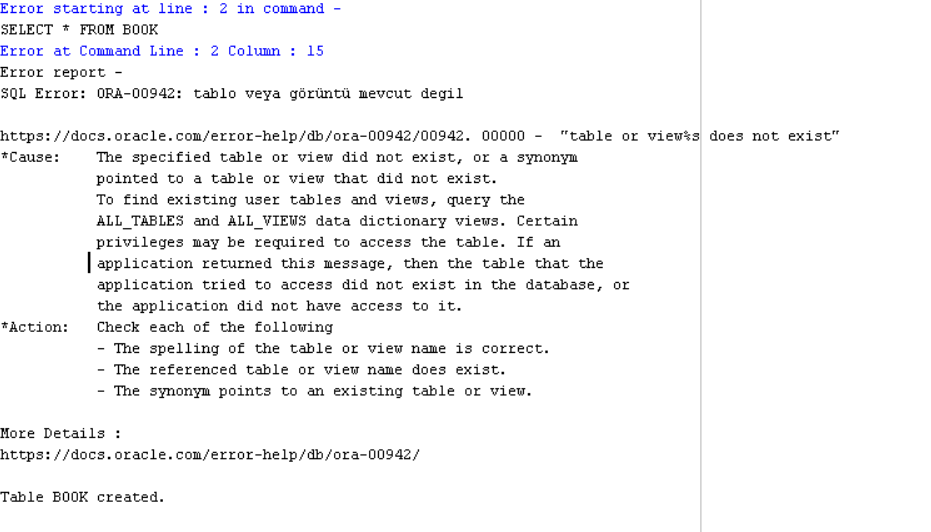 Error starting at line : 2 in command -
SELECT * FROM BOOK
Error at Command Line : 2 Column : 15
Error report -
SQL Error: ORA-00942: tablo veya görüntü mevcut degil
https://docs.oracle.com/error-help/db/ora-00942/00942. 00000 -  "table or view%s does not exist"
*Cause:    The specified table or view did not exist, or a synonym
pointed to a table or view that did not exist.
To find existing user tables and views, query the
ALL_TABLES and ALL_VIEWS data dictionary views. Certain
privileges may be required to access the table. If an
application returned this message, then the table that the
application tried to access did not exist in the database, or
the application did not have access to it.
*Action:   Check each of the following
- The spelling of the table or view name is correct.
- The referenced table or view name does exist.
- The synonym points to an existing table or view.
More Details :
https://docs.oracle.com/error-help/db/ora-00942/
Table BOOK created.